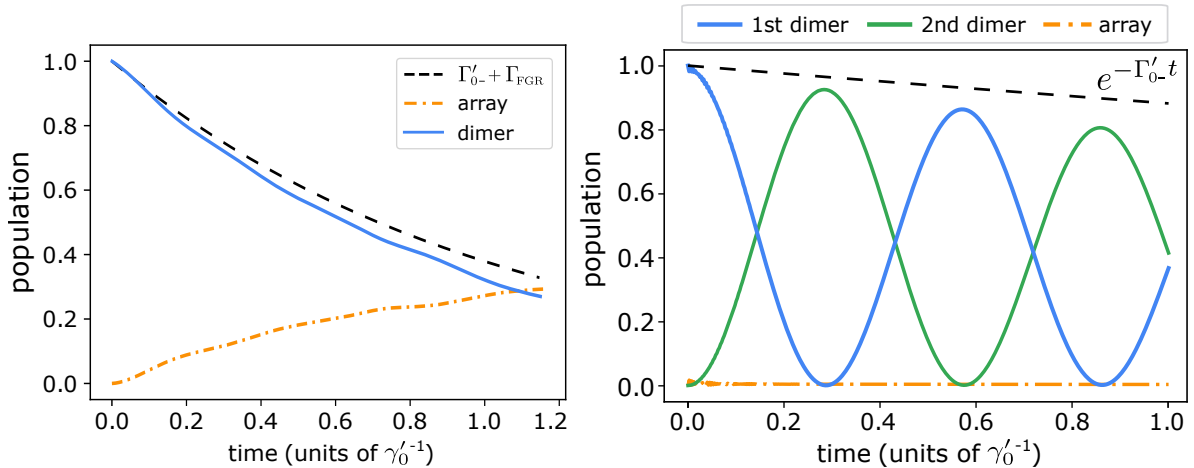 Γ′₀₋ + Γ_FGR
array
dimer
population
1.0
0.8
0.6
0.4
0.2
0.0
0.0 0.2 0.4 0.6 0.8 1.0 1.2
time (units of γ′₀⁻¹)
1st dimer 2nd dimer array
e^{−Γ′₀₋t}
population
1.0
0.8
0.6
0.4
0.2
0.0
0.0 0.2 0.4 0.6 0.8 1.0
time (units of γ′₀⁻¹)